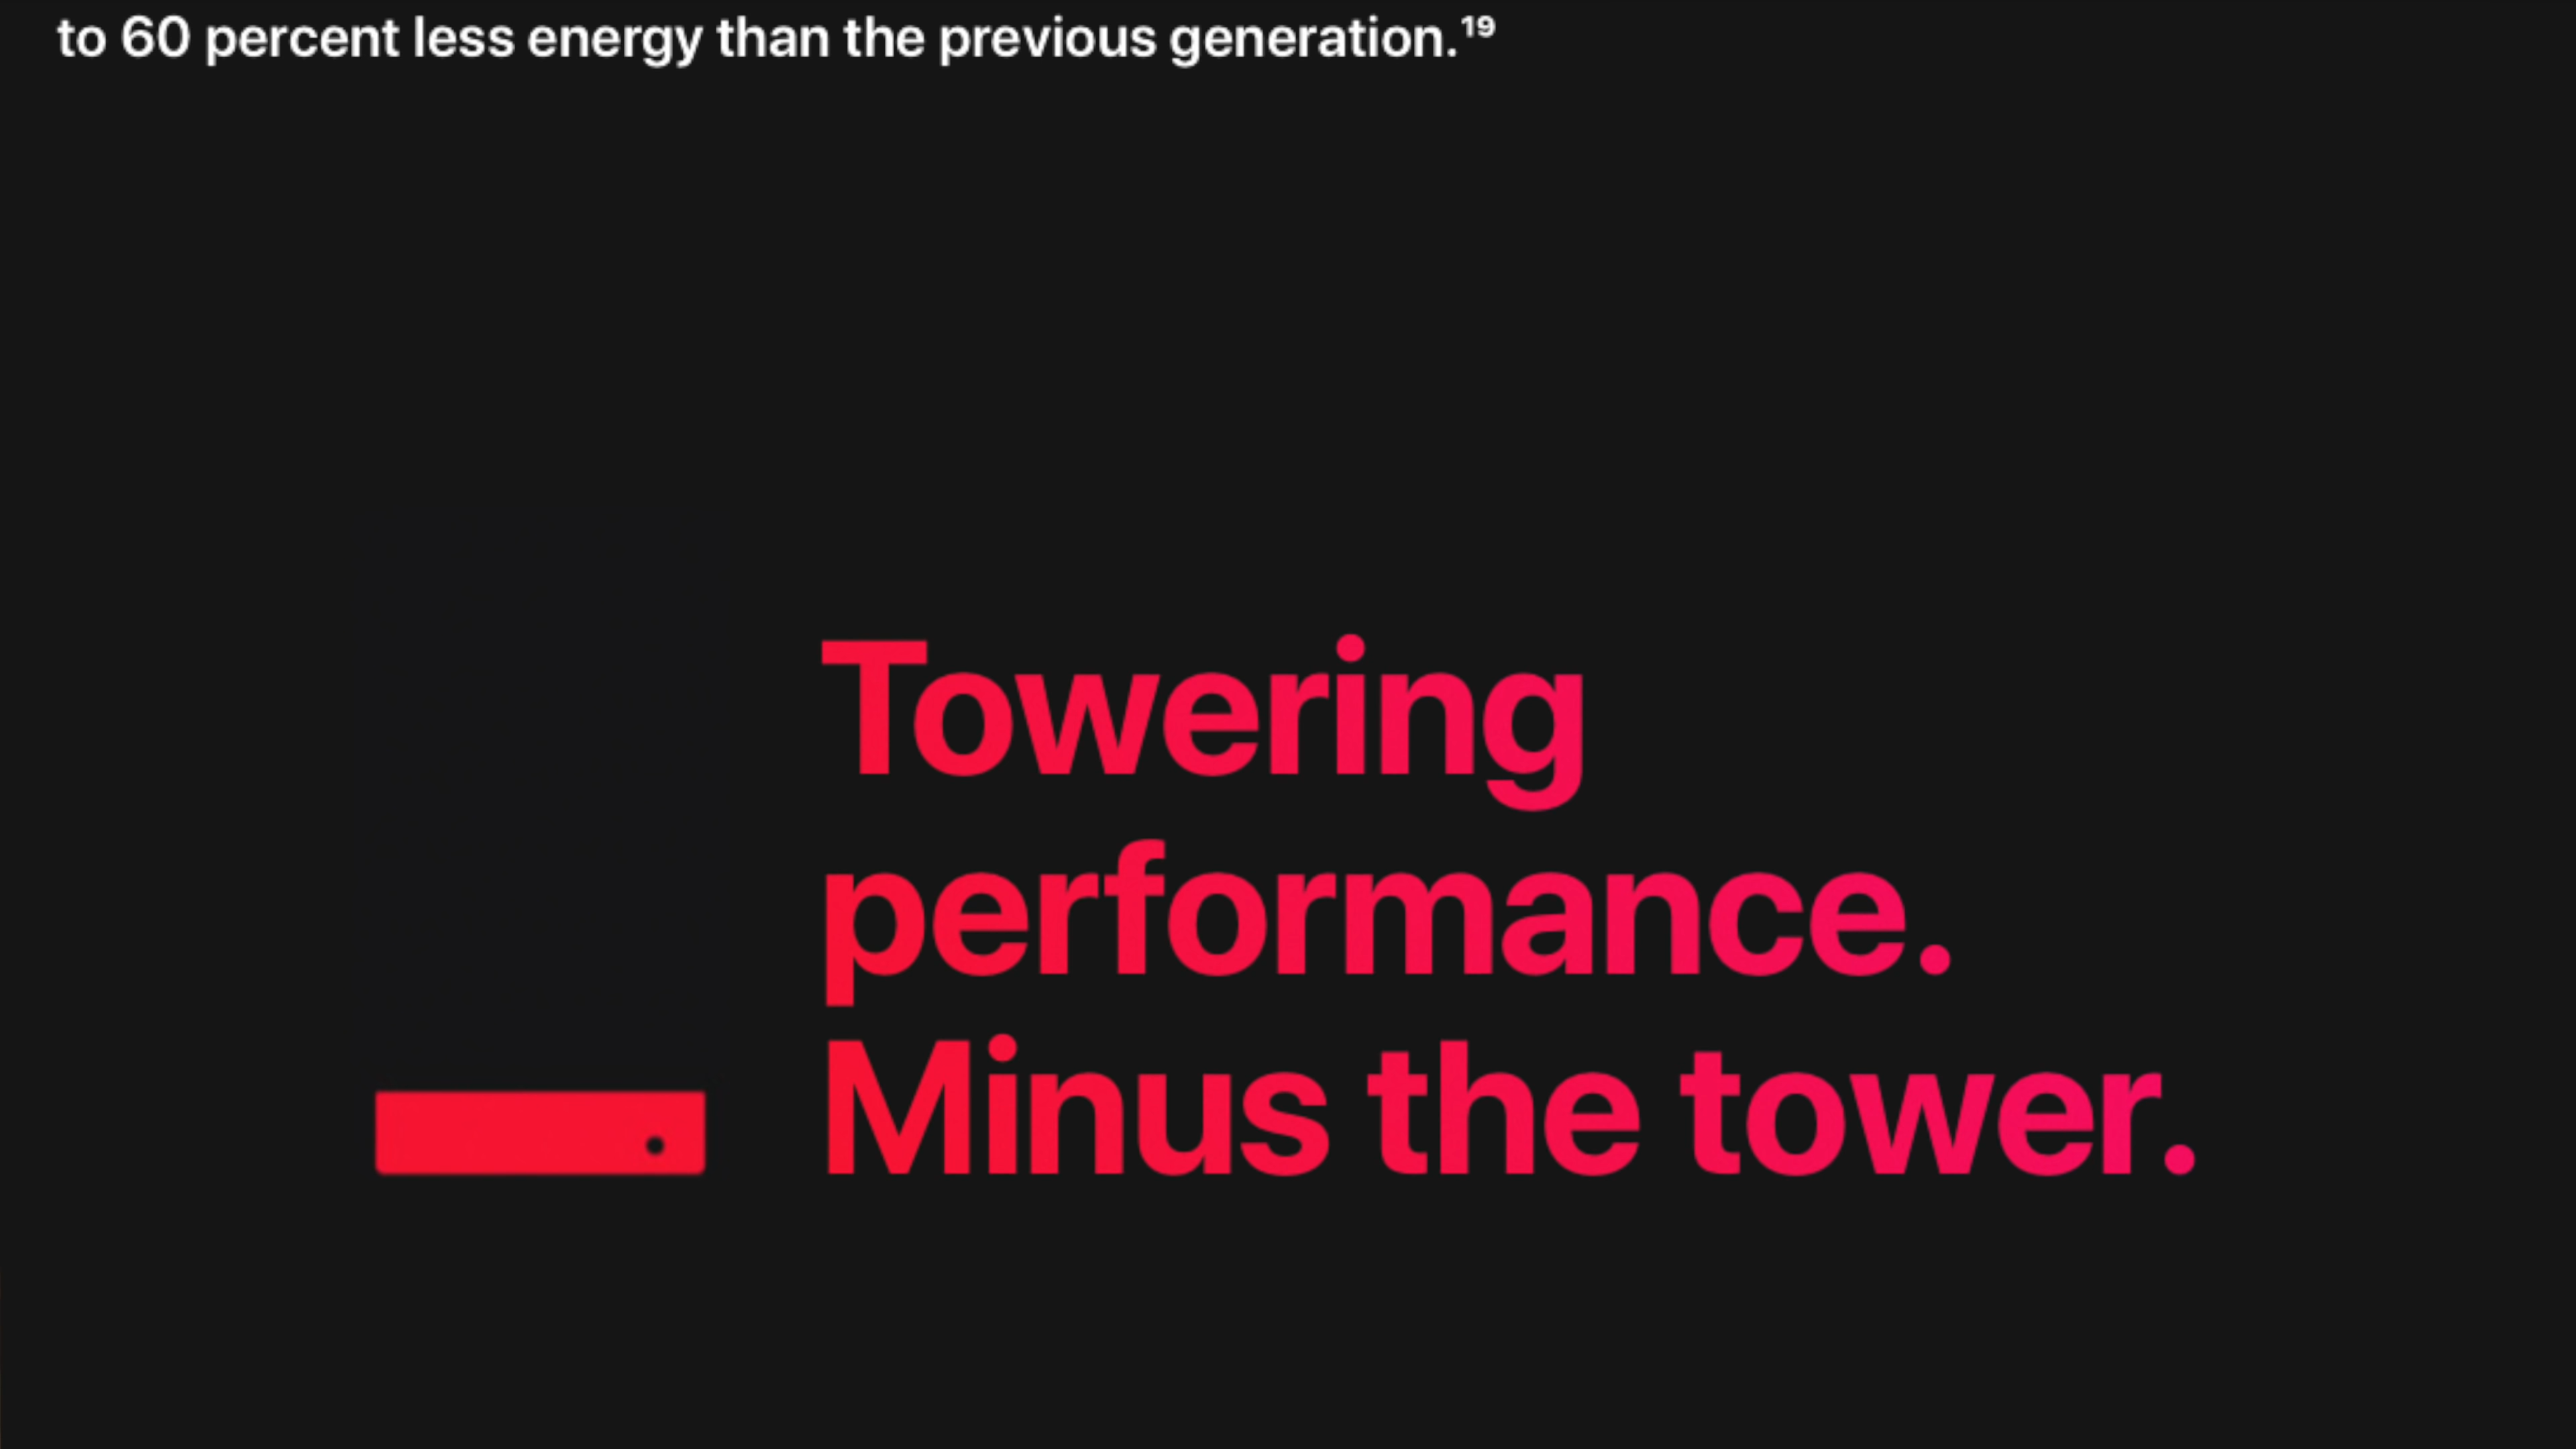 to 60 percent less energy than the previous generation.¹⁹
Towering
performance.
Minus the tower.